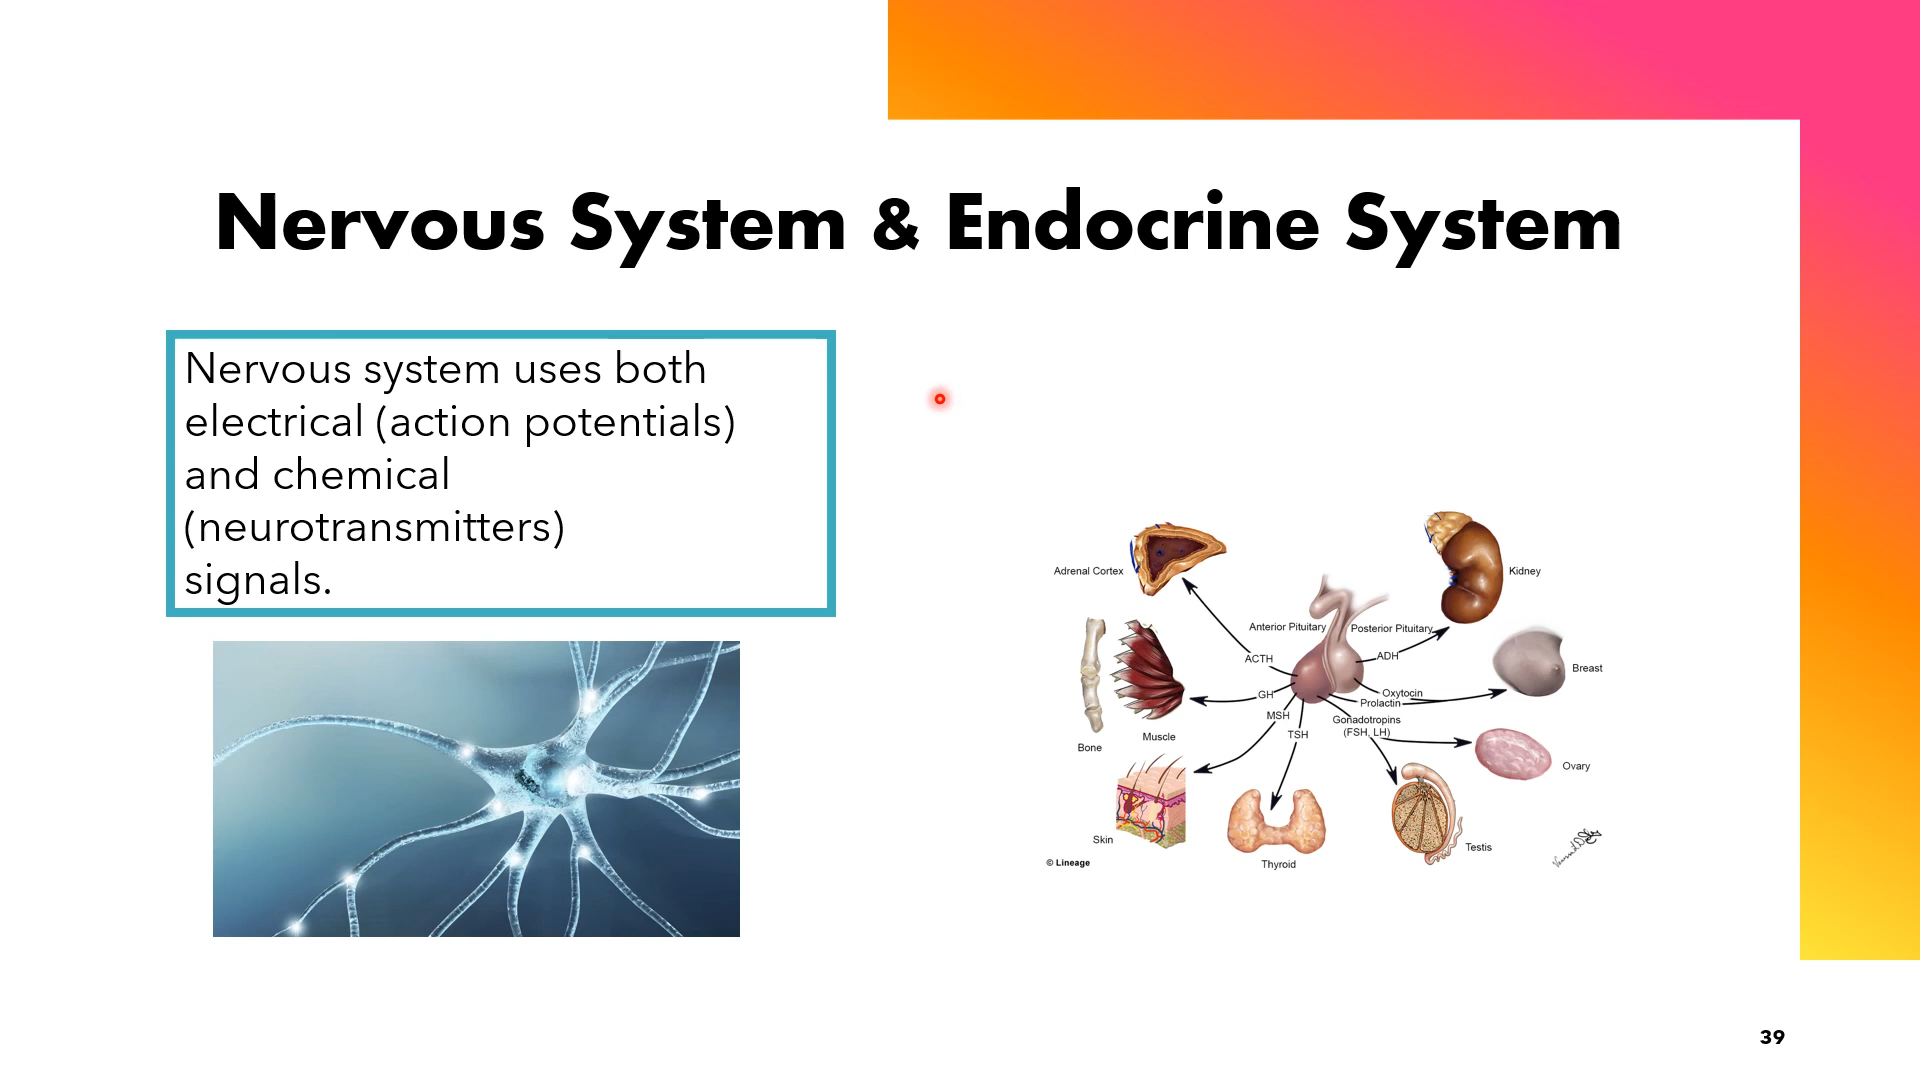 Nervous System & Endocrine System
Nervous system uses both
electrical (action potentials)
and chemical
(neurotransmitters)
signals.
Adrenal Cortex
Kidney
Anterior Pituitary
Posterior Pituitary
ACTH
ADH
Breast
GH
Oxytocin
Prolactin
MSH
Gonadotropins
(FSH, LH)
TSH
Bone
Muscle
Ovary
Skin
Testis
Thyroid
© Lineage
39